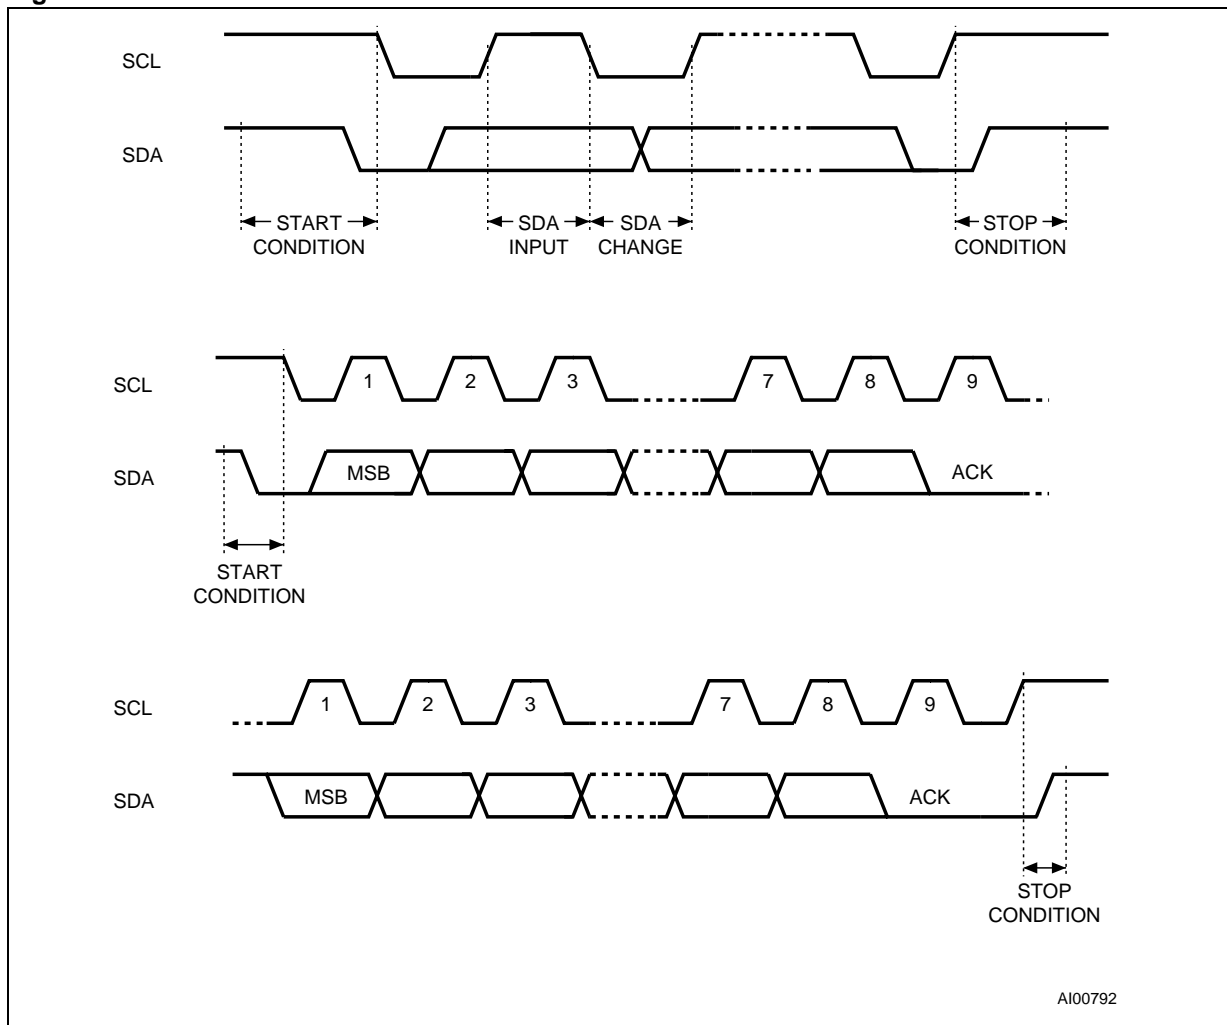 SCL
SDA
START CONDITION
SDA INPUT
SDA CHANGE
STOP CONDITION
SCL
1 2 3 7 8 9
SDA
MSB ACK
START CONDITION
SCL
1 2 3 7 8 9
SDA
MSB ACK
STOP CONDITION
AI00792